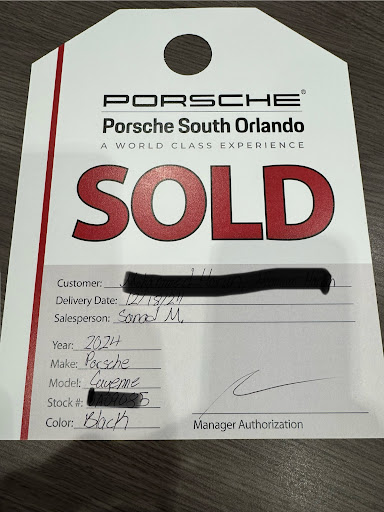 PORSCHE®
Porsche South Orlando
A WORLD CLASS EXPERIENCE
SOLD
Customer:
Delivery Date:
Salesperson: Samad M.
Year: 2024
Make: Porsche
Model: Cayenne
Stock #:
Color: Black
Manager Authorization